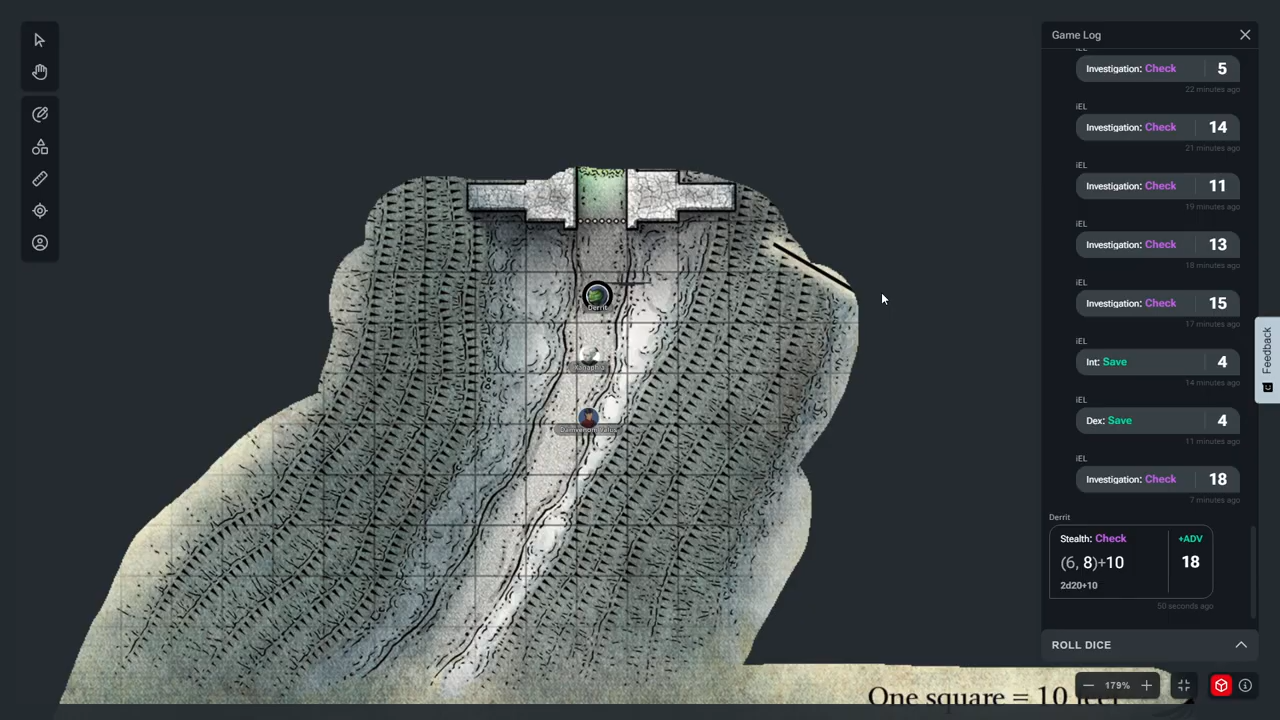 Game Log
iEL
Investigation: Check 5
22 minutes ago
iEL
Investigation: Check 14
21 minutes ago
iEL
Investigation: Check 11
19 minutes ago
iEL
Investigation: Check 13
18 minutes ago
iEL
Investigation: Check 15
17 minutes ago
iEL
Int: Save 4
14 minutes ago
iEL
Dex: Save 4
11 minutes ago
iEL
Investigation: Check 18
7 minutes ago
Derrit
Stealth: Check +ADV
(6, 8)+10 18
2d20+10
50 seconds ago
ROLL DICE
179%
Feedback
Derrit
One square = 10 feet